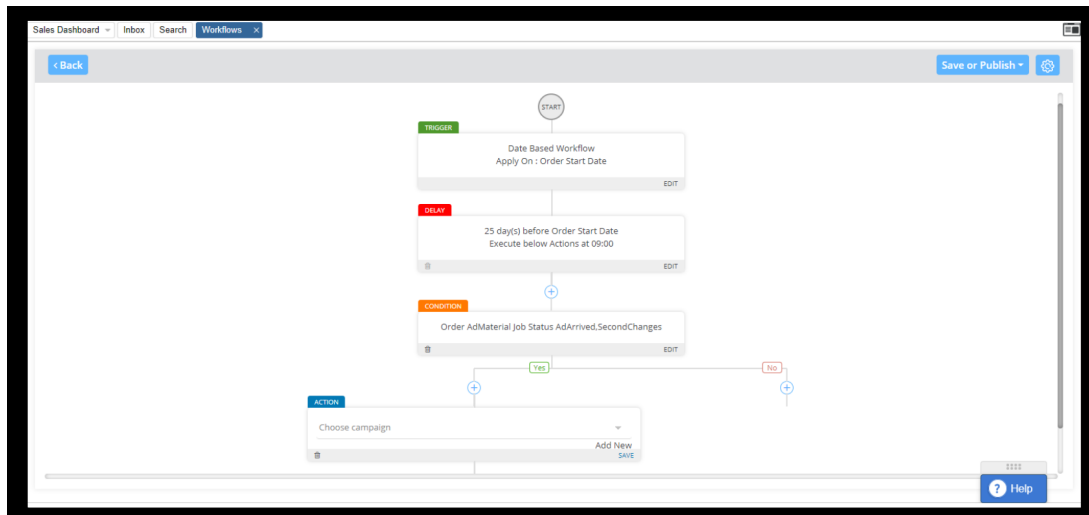 Sales Dashboard Inbox Search Workflows ×
< Back
Save or Publish
START
TRIGGER
Date Based Workflow
Apply On : Order Start Date
EDIT
DELAY
25 day(s) before Order Start Date
Execute below Actions at 09:00
EDIT
CONDITION
Order AdMaterial Job Status AdArrived,SecondChanges
EDIT
Yes
No
ACTION
Choose campaign
Add New
SAVE
? Help